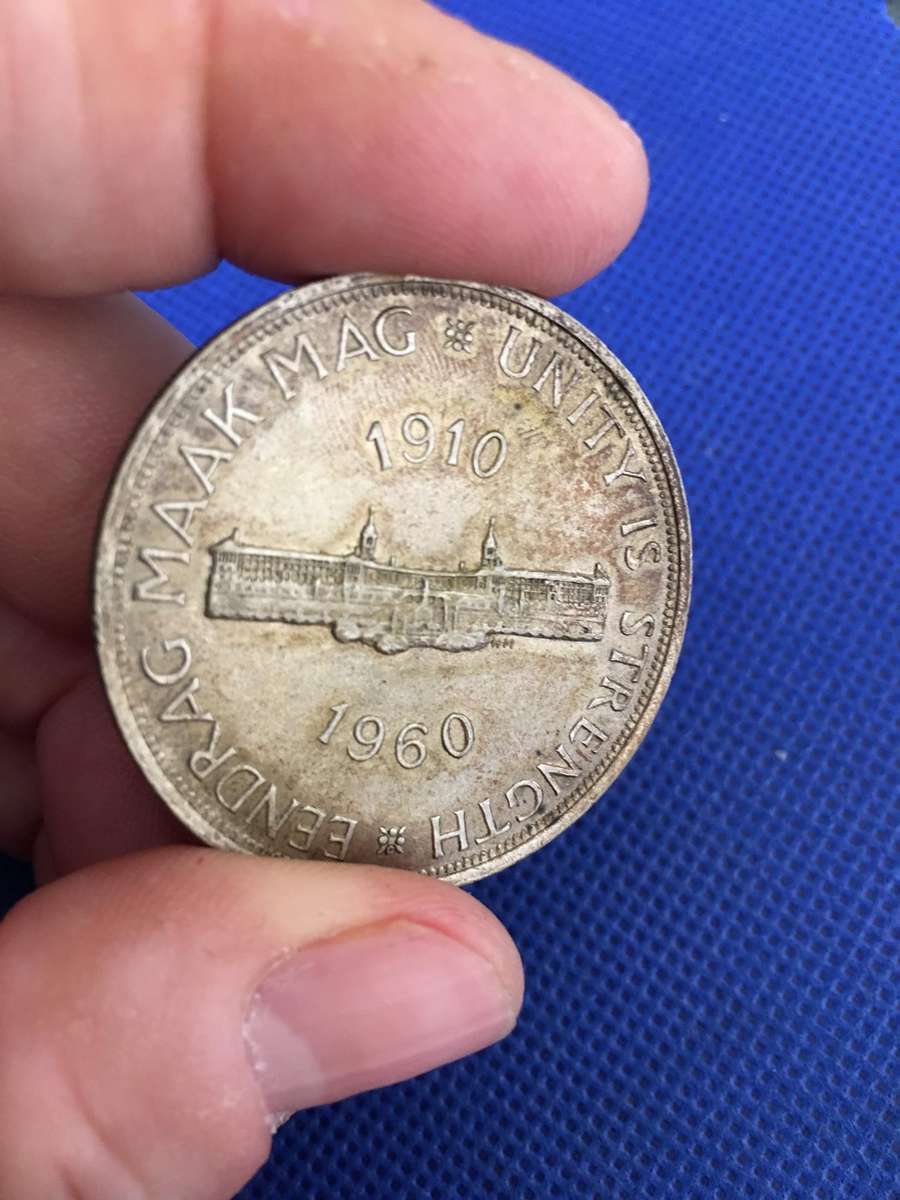 EENDRAG MAAK MAG
UNITY IS STRENGTH
1910
1960